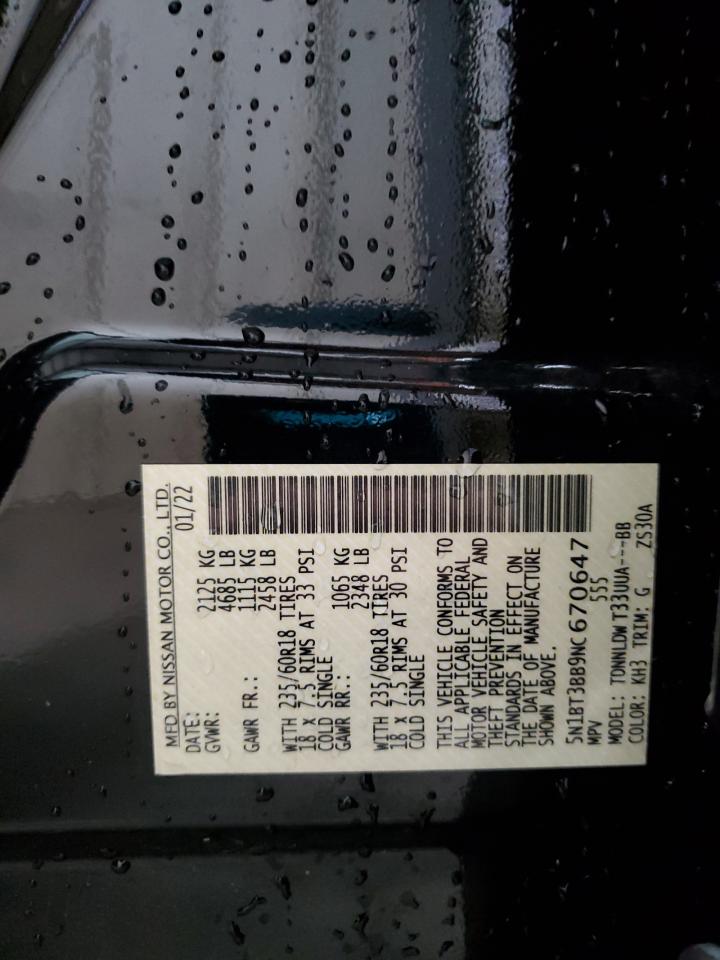 MFD BY NISSAN MOTOR CO., LTD.
DATE: 01/22
GVWR: 2125 KG
4685 LB
GAWR FR.: 1115 KG
2458 LB
WITH 235/60R18 TIRES
18 X 7.5 RIMS AT 33 PSI
COLD SINGLE
GAWR RR.: 1065 KG
2348 LB
WITH 235/60R18 TIRES
18 X 7.5 RIMS AT 30 PSI
COLD SINGLE
THIS VEHICLE CONFORMS TO
ALL APPLICABLE FEDERAL
MOTOR VEHICLE SAFETY AND
THEFT PREVENTION
STANDARDS IN EFFECT ON
THE DATE OF MANUFACTURE
SHOWN ABOVE.
5N1BT3BB9NC670647
MPV 555
MODEL: TDNNLDW T33UUA---BB
COLOR: KH3 TRIM: G ZS30A